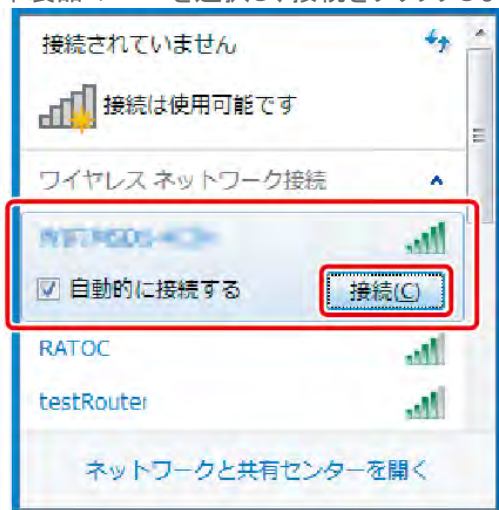 接続されていません
接続は使用可能です
ワイヤレス ネットワーク接続
自動的に接続する
接続(C)
RATOC
testRouter
ネットワークと共有センターを開く